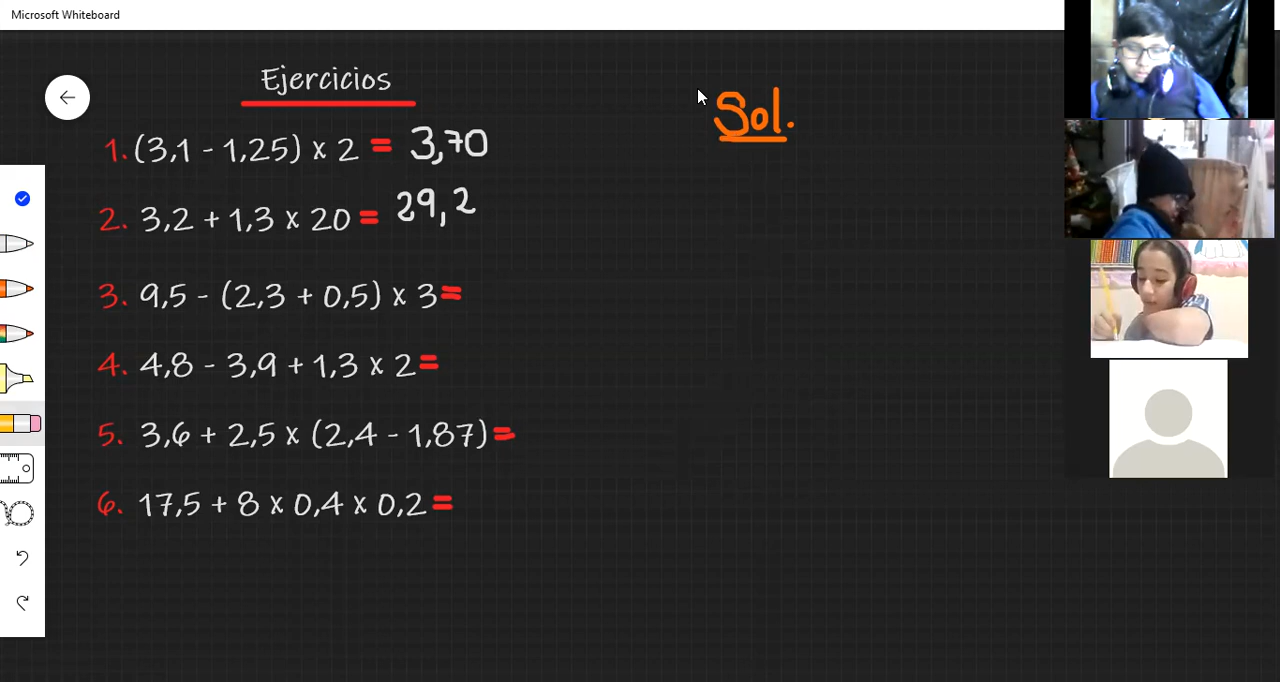 Microsoft Whiteboard
Ejercicios
Sol.
1. (3,1 - 1,25) x 2 = 3,70
2. 3,2 + 1,3 x 20 = 29,2
3. 9,5 - (2,3 + 0,5) x 3 =
4. 4,8 - 3,9 + 1,3 x 2 =
5. 3,6 + 2,5 x (2,4 - 1,87) =
6. 17,5 + 8 x 0,4 x 0,2 =